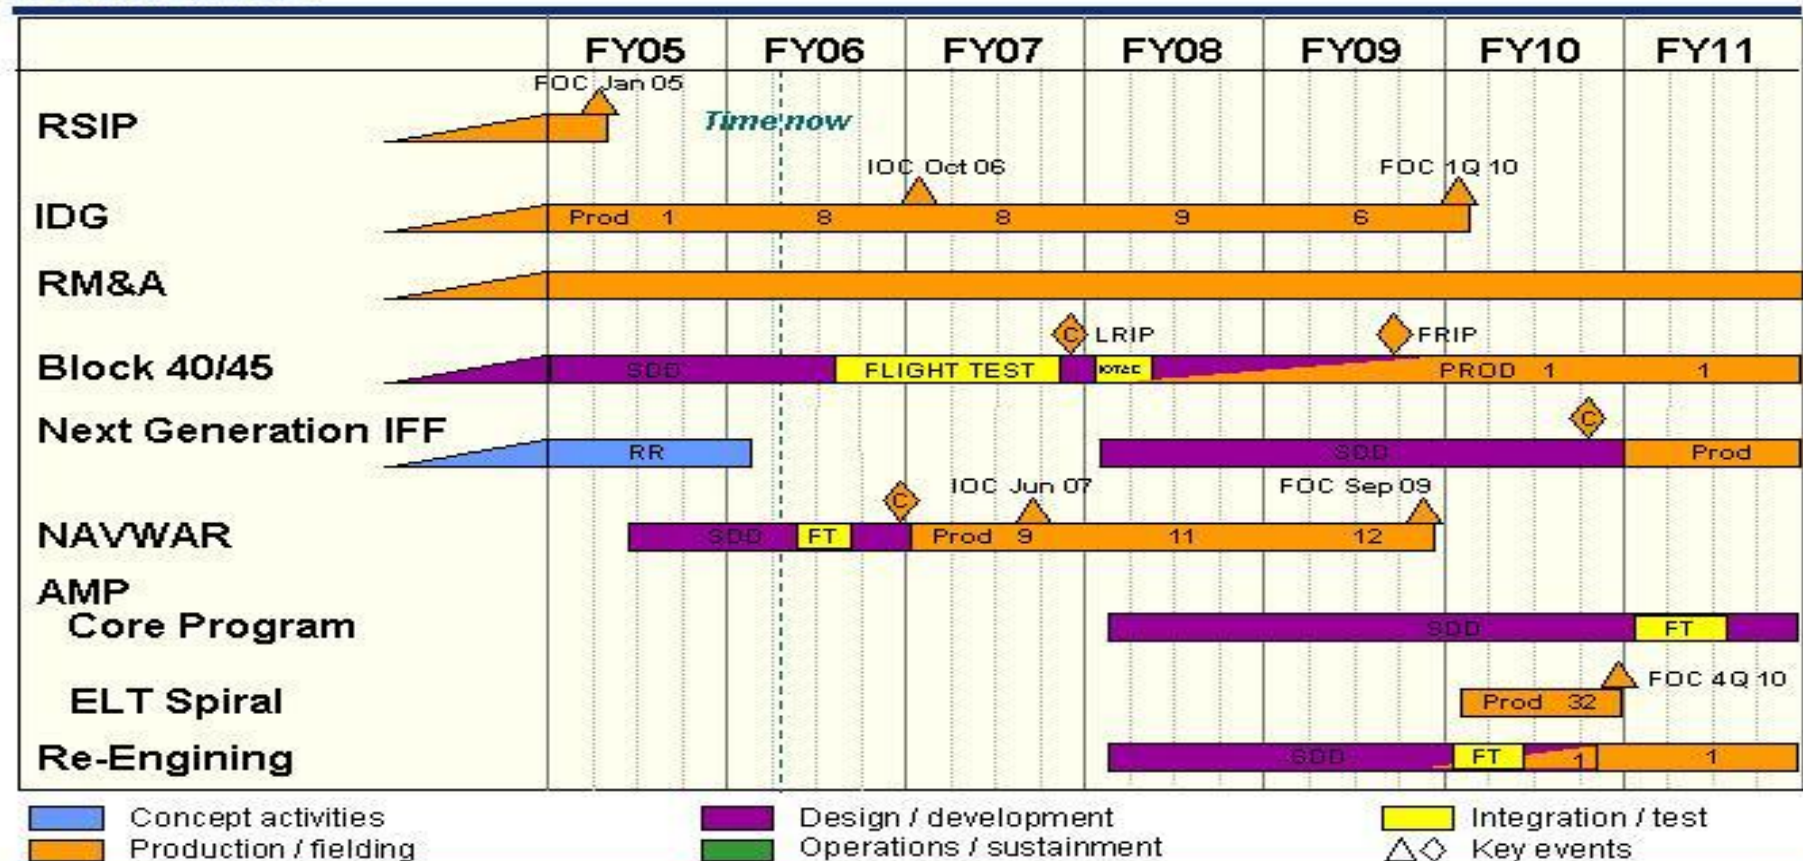 FY05 FY06 FY07 FY08 FY09 FY10 FY11
FOC Jan 05
RSIP
Time now
IOC Oct 06 FOC 1Q 10
IDG
Prod 1 8 8 9 6
RM&A
C LRIP FRIP
Block 40/45
SDD FLIGHT TEST IOT&E PROD 1 1
C
Next Generation IFF
RR SDD Prod
C IOC Jun 07 FOC Sep 09
NAVWAR
SDD FT Prod 9 11 12
AMP
Core Program SDD FT
FOC 4Q 10
ELT Spiral Prod 32
Re-Engining SDD FT 1 1
Concept activities Design / development Integration / test
Production / fielding Operations / sustainment Key events